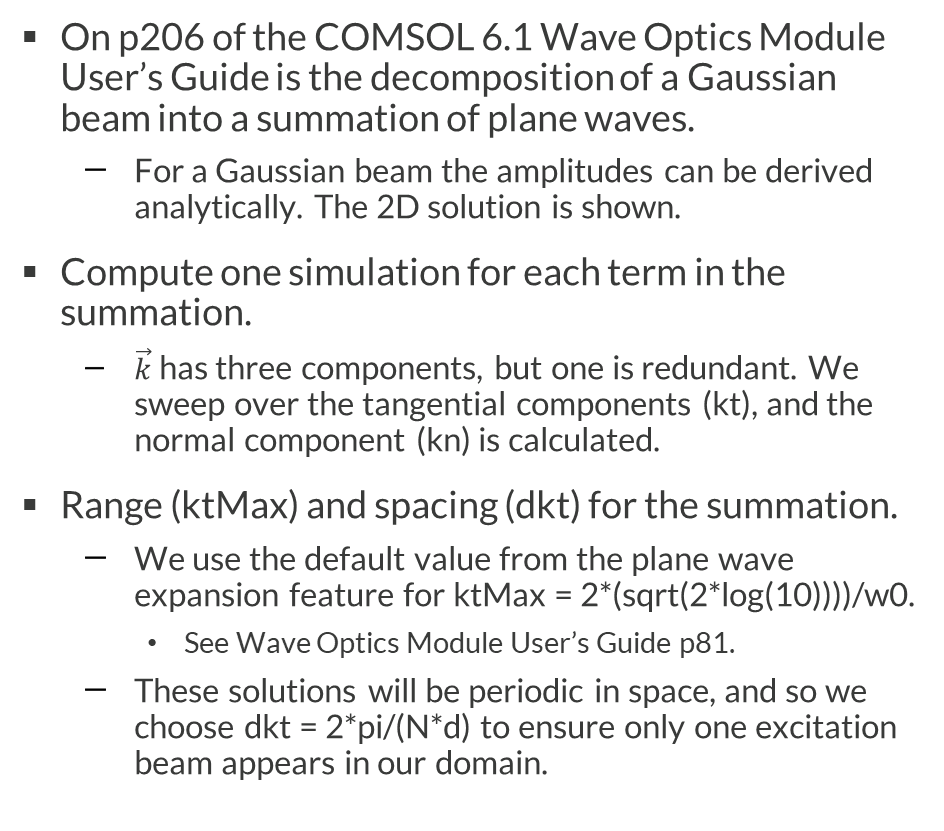 ▪ On p206 of the COMSOL 6.1 Wave Optics Module
User’s Guide is the decomposition of a Gaussian
beam into a summation of plane waves.
– For a Gaussian beam the amplitudes can be derived
analytically. The 2D solution is shown.
▪ Compute one simulation for each term in the
summation.
– k⃗ has three components, but one is redundant. We
sweep over the tangential components (kt), and the
normal component (kn) is calculated.
▪ Range (ktMax) and spacing (dkt) for the summation.
– We use the default value from the plane wave
expansion feature for ktMax = 2*(sqrt(2*log(10))))/w0.
• See Wave Optics Module User’s Guide p81.
– These solutions will be periodic in space, and so we
choose dkt = 2*pi/(N*d) to ensure only one excitation
beam appears in our domain.